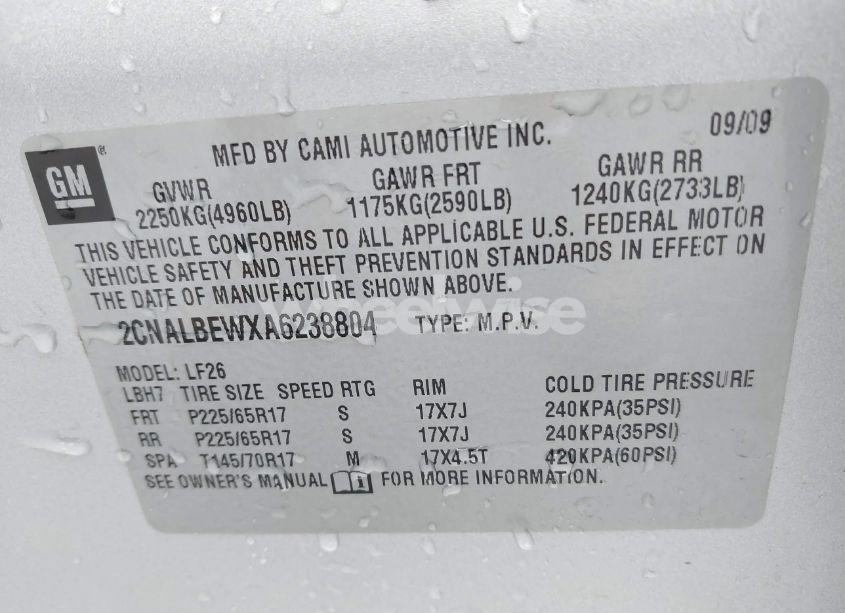 09/09
MFD BY CAMI AUTOMOTIVE INC.
GM
GVWR GAWR FRT GAWR RR
2250KG(4960LB) 1175KG(2590LB) 1240KG(2733LB)
THIS VEHICLE CONFORMS TO ALL APPLICABLE U.S. FEDERAL MOTOR
VEHICLE SAFETY AND THEFT PREVENTION STANDARDS IN EFFECT ON
THE DATE OF MANUFACTURE SHOWN ABOVE.
2CNALBEWXA6238804 TYPE: M.P.V.
MODEL: LF26
LBH7 TIRE SIZE SPEED RTG RIM COLD TIRE PRESSURE
FRT P225/65R17 S 17X7J 240KPA(35PSI)
RR P225/65R17 S 17X7J 240KPA(35PSI)
SPA T145/70R17 M 17X4.5T 420KPA(60PSI)
SEE OWNER'S MANUAL FOR MORE INFORMATION.